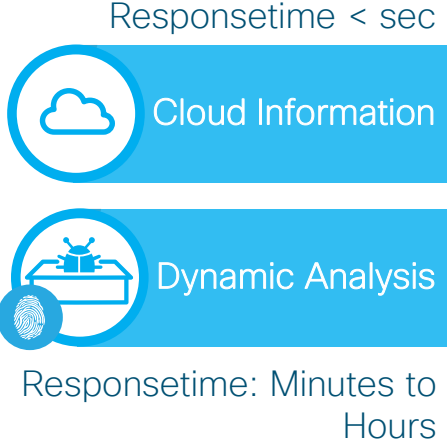 Responsetime < sec
Cloud Information
Dynamic Analysis
Responsetime: Minutes to
Hours